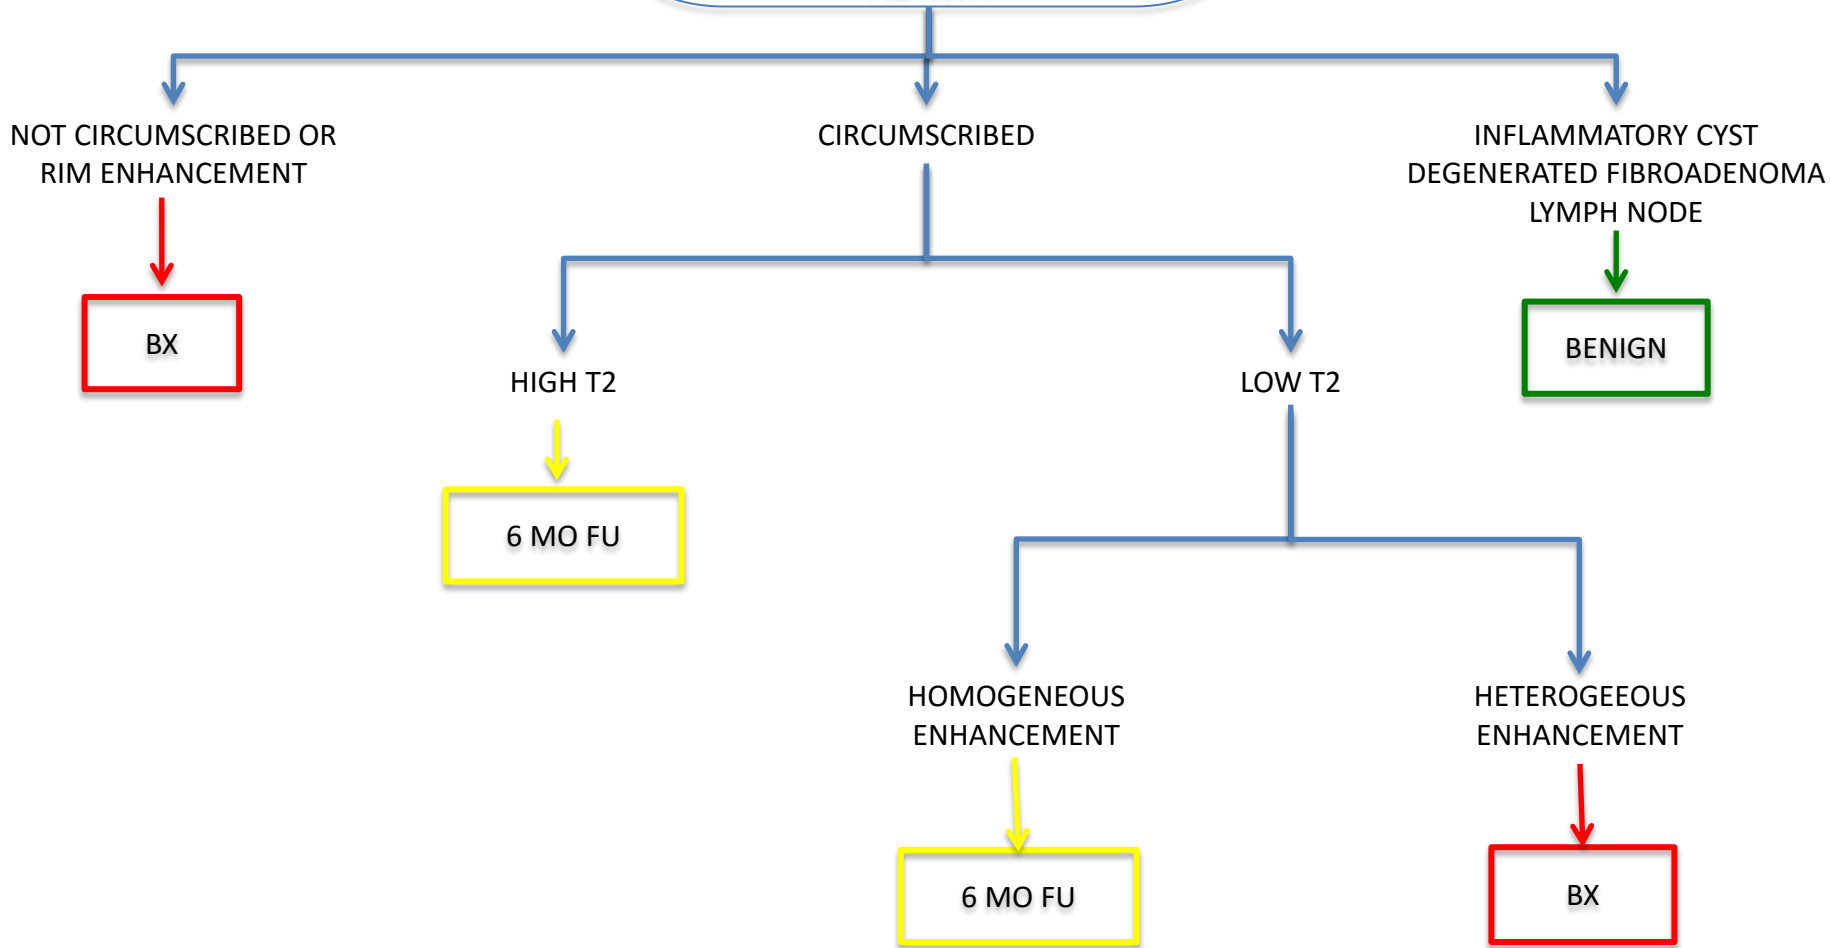 NOT CIRCUMSCRIBED OR
RIM ENHANCEMENT
BX
CIRCUMSCRIBED
HIGH T2
6 MO FU
LOW T2
HOMOGENEOUS
ENHANCEMENT
6 MO FU
HETEROGEEOUS
ENHANCEMENT
BX
INFLAMMATORY CYST
DEGENERATED FIBROADENOMA
LYMPH NODE
BENIGN